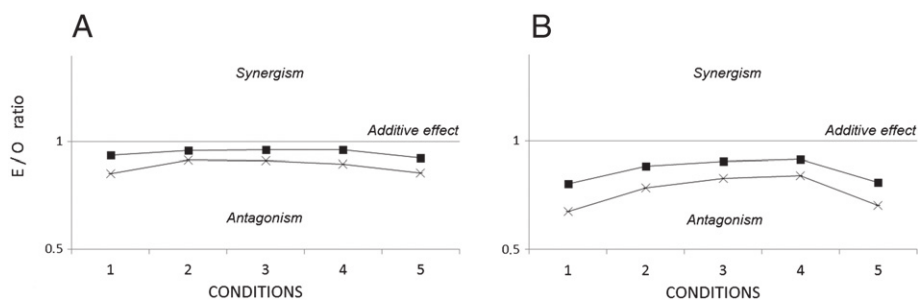 A
E / O ratio
Synergism
1
Additive effect
Antagonism
0.5
1 2 3 4 5
CONDITIONS
B
Synergism
1
Additive effect
Antagonism
0.5
1 2 3 4 5
CONDITIONS